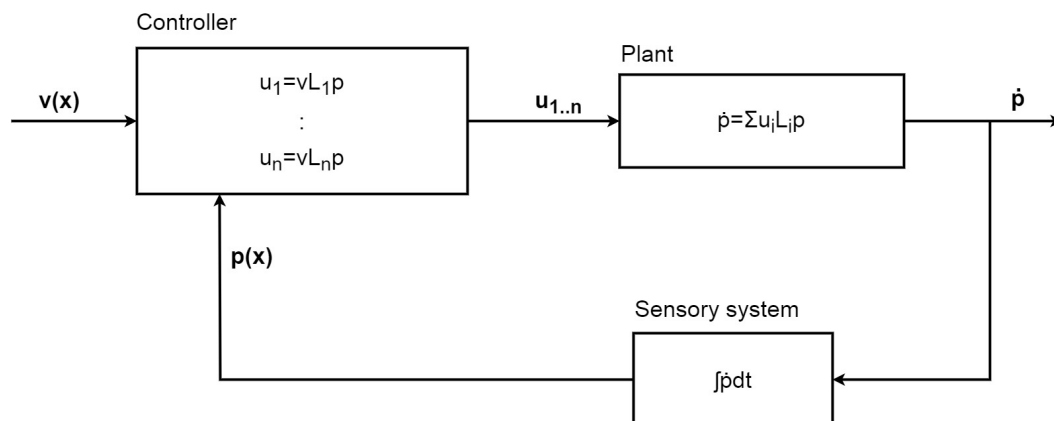 Controller
u₁=vL₁p
:
uₙ=vLₙp
v(x)
u₁..ₙ
Plant
ṗ=ΣuᵢLᵢp
ṗ
p(x)
Sensory system
∫ṗdt